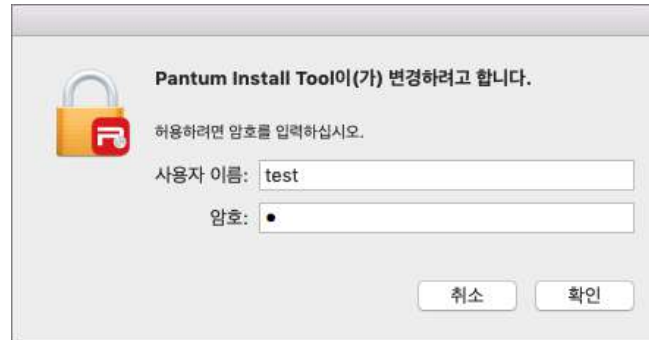 Pantum Install Tool이(가) 변경하려고 합니다.
허용하려면 암호를 입력하십시오.
사용자 이름: test
암호: •
취소 확인